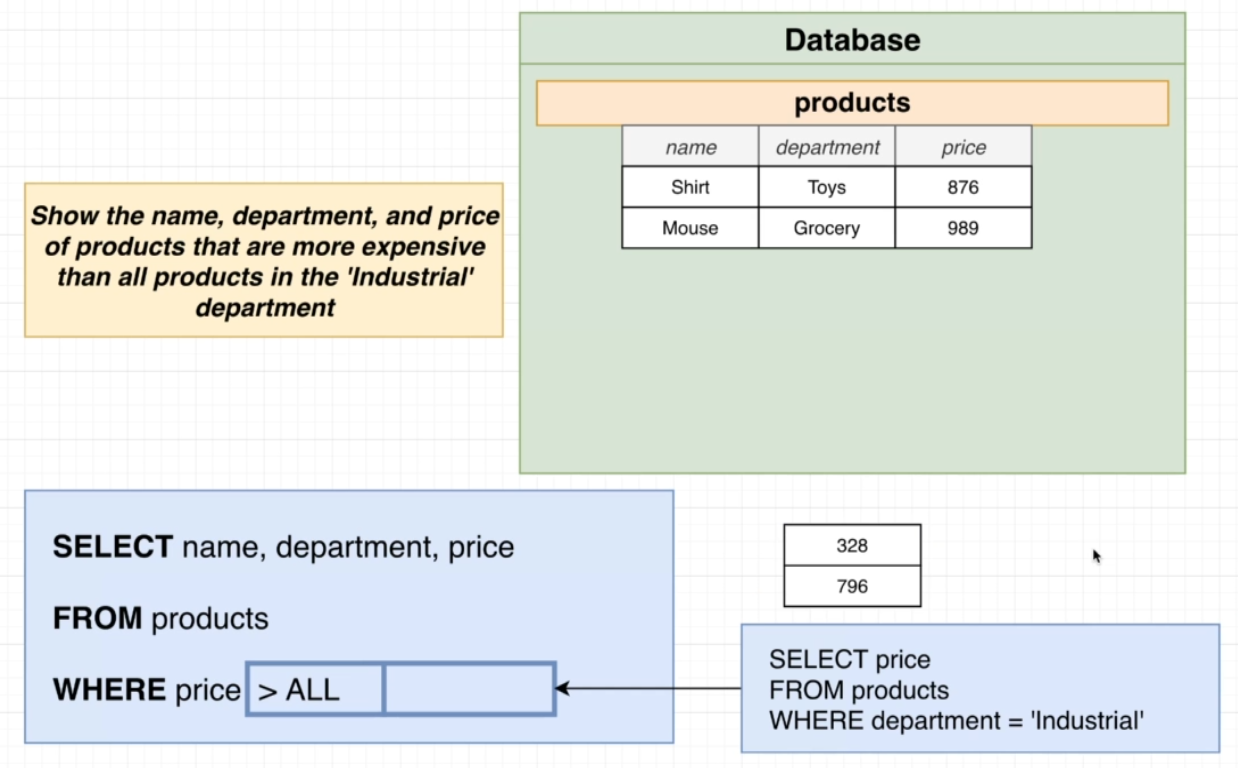 Database
products
name department price
Shirt Toys 876
Mouse Grocery 989
Show the name, department, and price
of products that are more expensive
than all products in the 'Industrial'
department
SELECT name, department, price
FROM products
WHERE price > ALL
328
796
SELECT price
FROM products
WHERE department = 'Industrial'